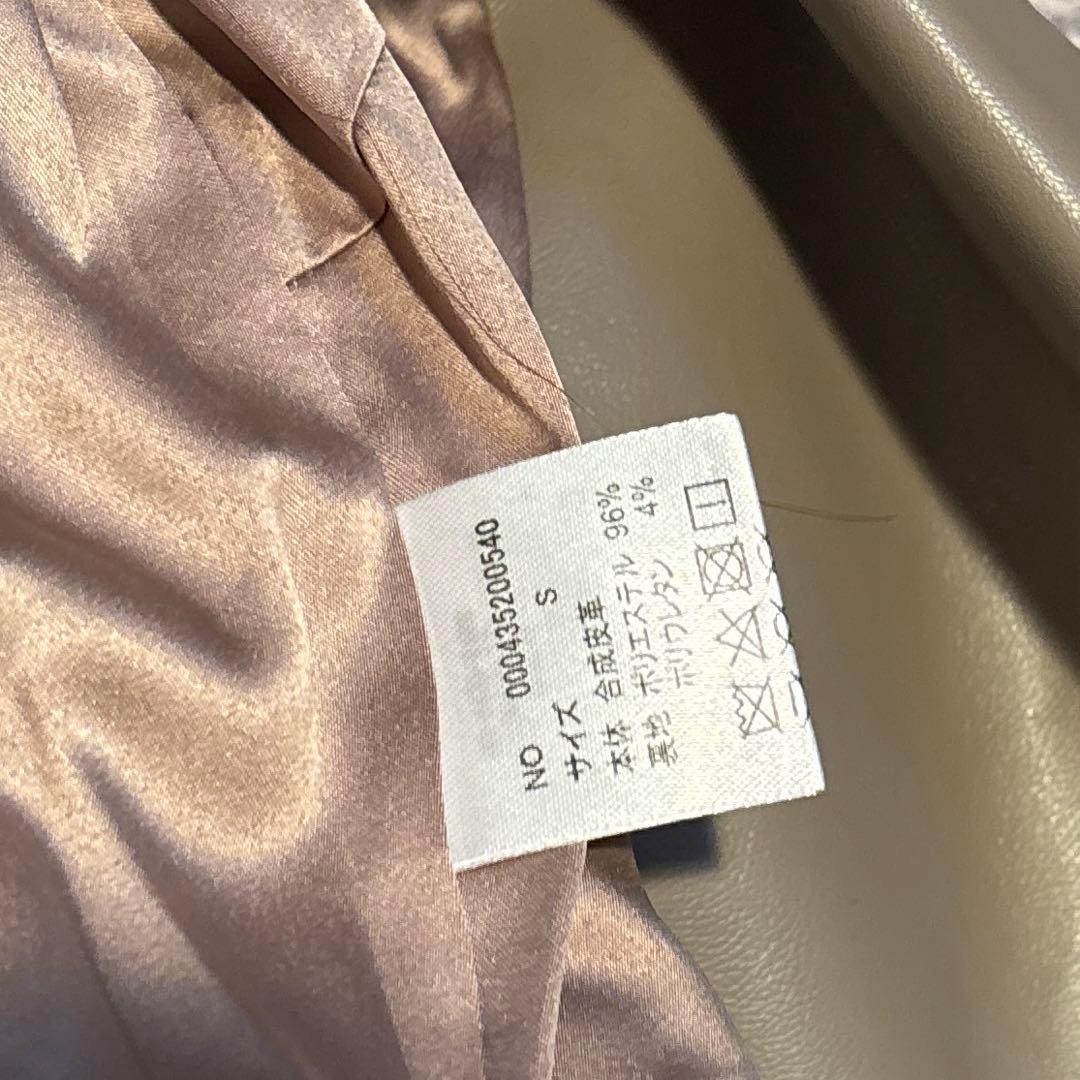 NO 000435200540
サイズ S
本体 合成皮革
裏地 ポリエステル 96%
ポリウレタン 4%